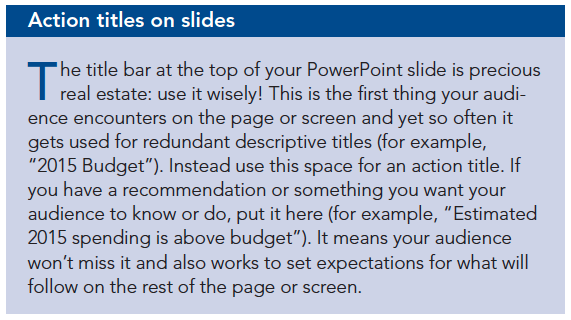 Action titles on slides
The title bar at the top of your PowerPoint slide is precious
real estate: use it wisely! This is the first thing your audi-
ence encounters on the page or screen and yet so often it
gets used for redundant descriptive titles (for example,
“2015 Budget”). Instead use this space for an action title. If
you have a recommendation or something you want your
audience to know or do, put it here (for example, “Estimated
2015 spending is above budget”). It means your audience
won’t miss it and also works to set expectations for what will
follow on the rest of the page or screen.